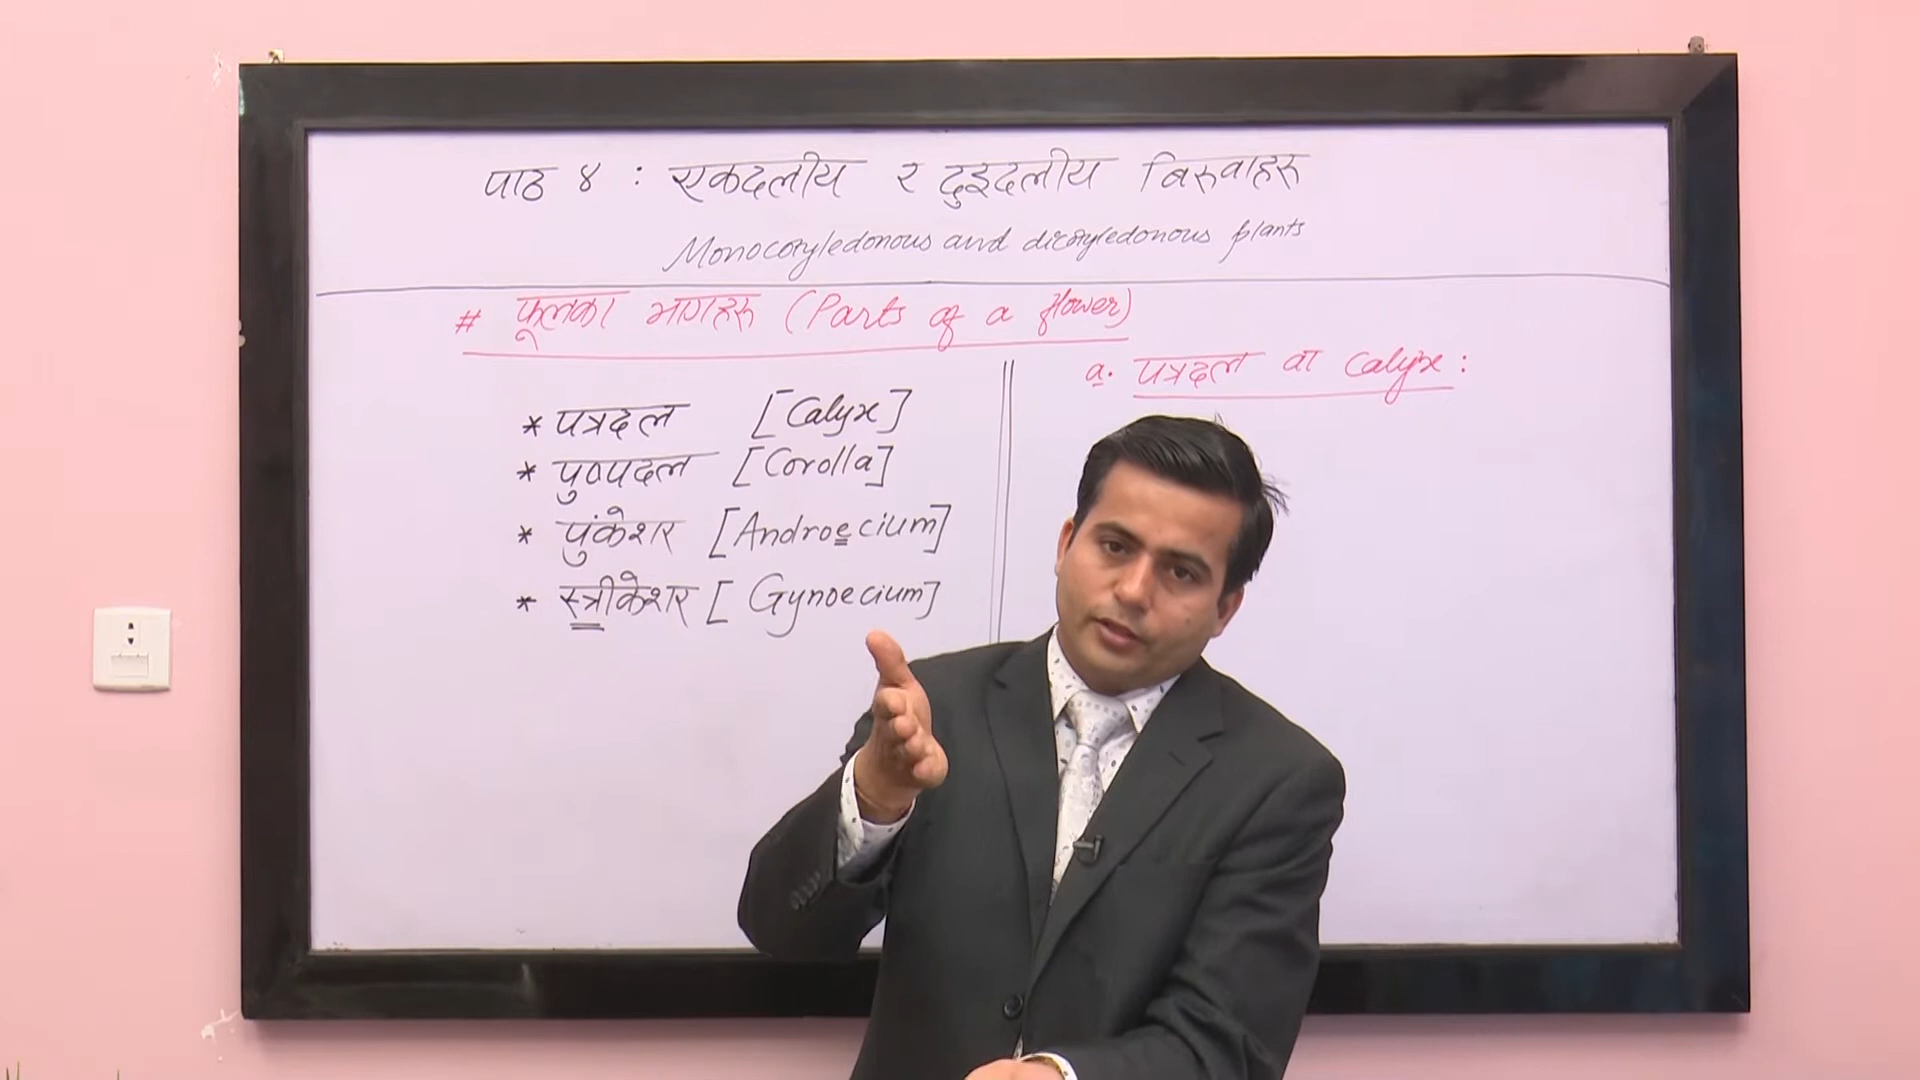 पाठ ४ : एकदलीय र दुइदलीय बिरुवाहरु
Monocotyledonous and dicotyledonous plants
# फूलका भागहरु (Parts of a flower)
* पत्रदल [Calyx]
* पुष्पदल [Corolla]
* पुंकेशर [Androecium]
* स्त्रीकेशर [Gynoecium]
a. पत्रदल वा Calyx :